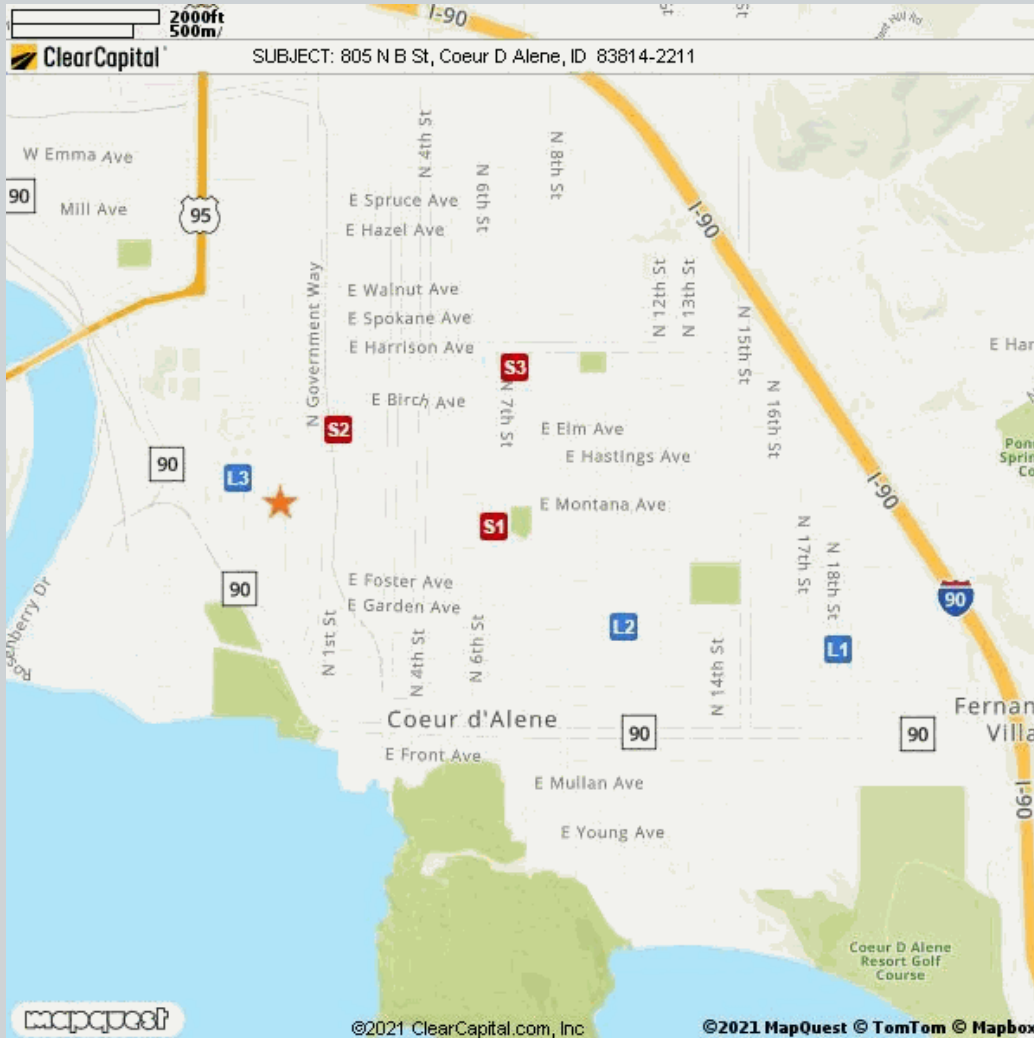 2000ft
500m/
I-90
ClearCapital
SUBJECT: 805 N B St, Coeur D Alene, ID 83814-2211
W Emma Ave
N 4th St
N 6th St
N 8th St
90
Mill Ave
95
E Spruce Ave
E Hazel Ave
I-90
N Government Way
E Walnut Ave
E Spokane Ave
E Harrison Ave
N 12th St
N 13th St
N 15th St
E Har
S3
N 7th St
N 16th St
E Birch Ave
S2
E Elm Ave
E Hastings Ave
90
L3
I-90
S1
E Montana Ave
N 17th St
N 18th St
90
E Foster Ave
E Garden Ave
90
L2
L1
N 1st St
N 4th St
N 6th St
N 14th St
Coeur d'Alene
90
90
Fernan
Villa
E Front Ave
E Mullan Ave
I-90
E Young Ave
Coeur D Alene
Resort Golf
Course
mapquest
©2021 ClearCapital.com, Inc
©2021 MapQuest © TomTom © Mapbox